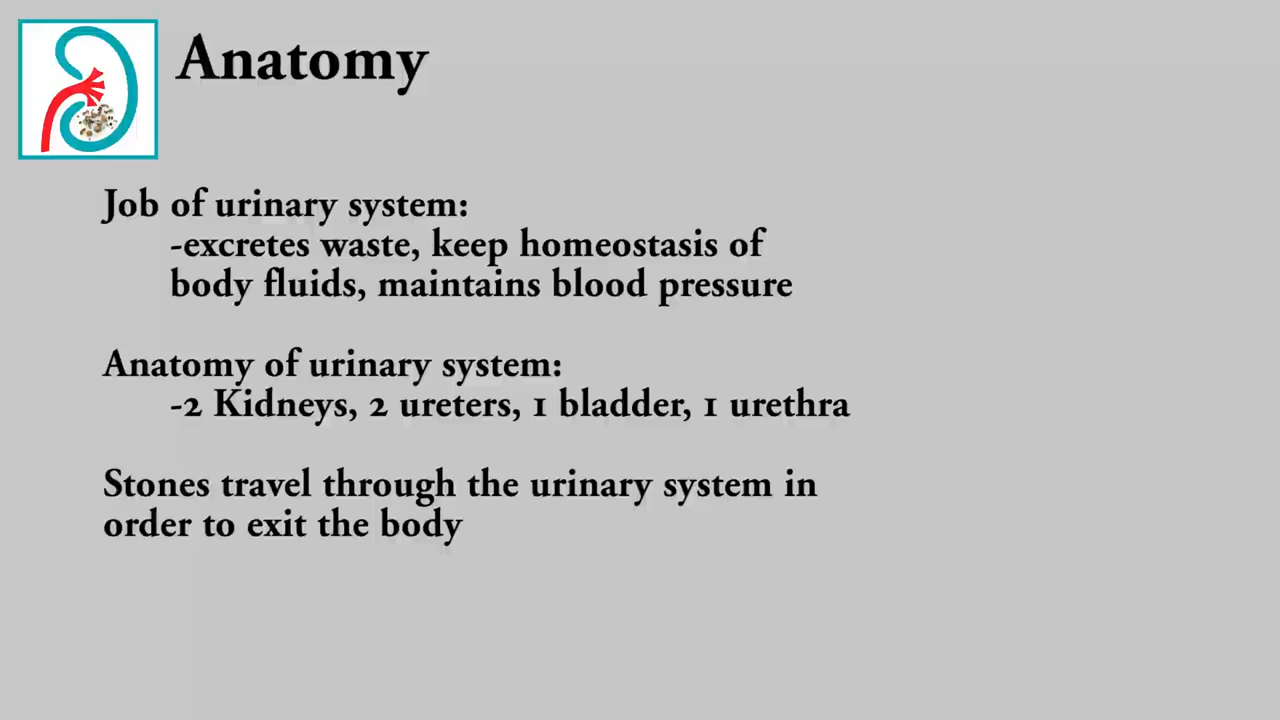 Anatomy
Job of urinary system:
-excretes waste, keep homeostasis of
body fluids, maintains blood pressure
Anatomy of urinary system:
-2 Kidneys, 2 ureters, 1 bladder, 1 urethra
Stones travel through the urinary system in
order to exit the body